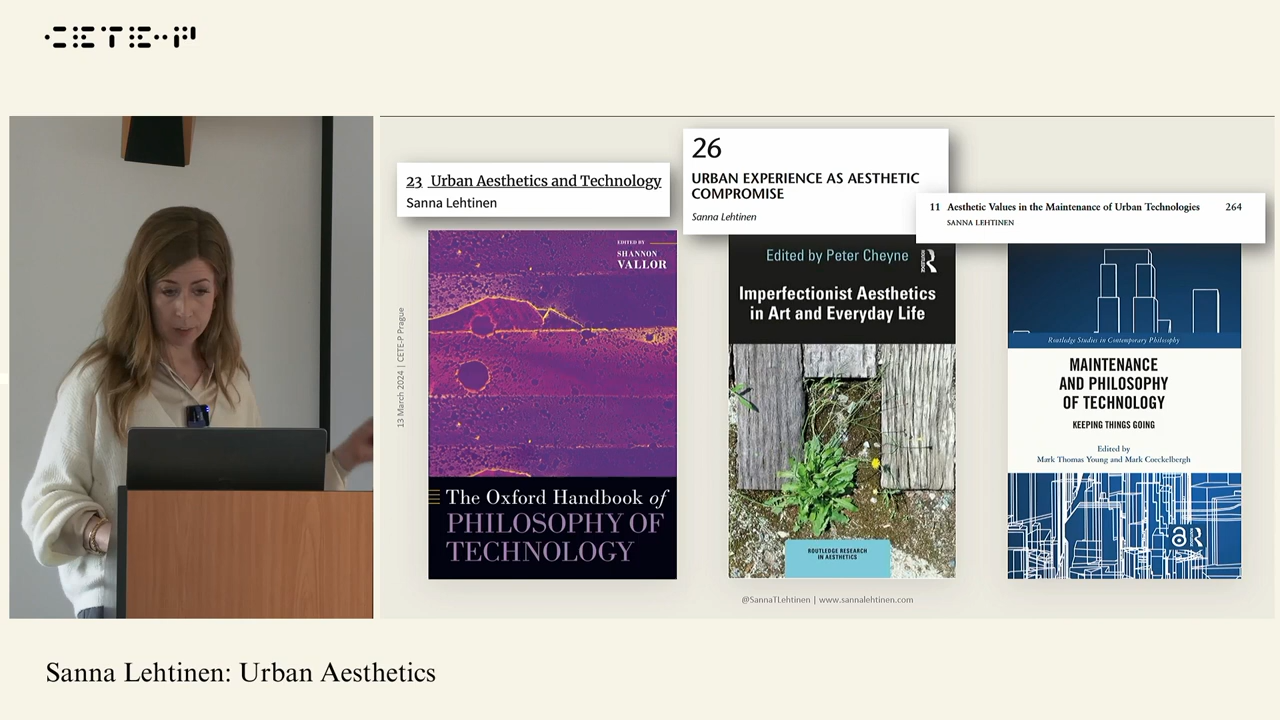 CETE-P
23 Urban Aesthetics and Technology
Sanna Lehtinen
26
URBAN EXPERIENCE AS AESTHETIC
COMPROMISE
Sanna Lehtinen
11 Aesthetic Values in the Maintenance of Urban Technologies 264
SANNA LEHTINEN
13 March 2024 | CETE-P Prague
EDITED BY
SHANNON
VALLOR
The Oxford Handbook of
PHILOSOPHY OF
TECHNOLOGY
Edited by Peter Cheyne
ROUTLEDGE
Imperfectionist Aesthetics
in Art and Everyday Life
ROUTLEDGE RESEARCH
IN AESTHETICS
Routledge Studies in Contemporary Philosophy
MAINTENANCE
AND PHILOSOPHY
OF TECHNOLOGY
KEEPING THINGS GOING
Edited by
Mark Thomas Young and Mark Coeckelbergh
@SannaTLehtinen | www.sannalehtinen.com
Sanna Lehtinen: Urban Aesthetics